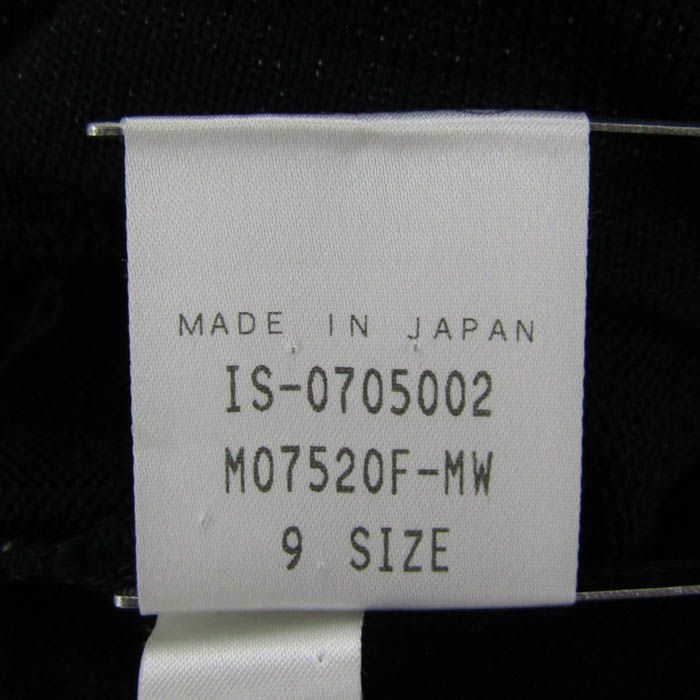 MADE IN JAPAN
IS-0705002
M07520F-MW
9 SIZE